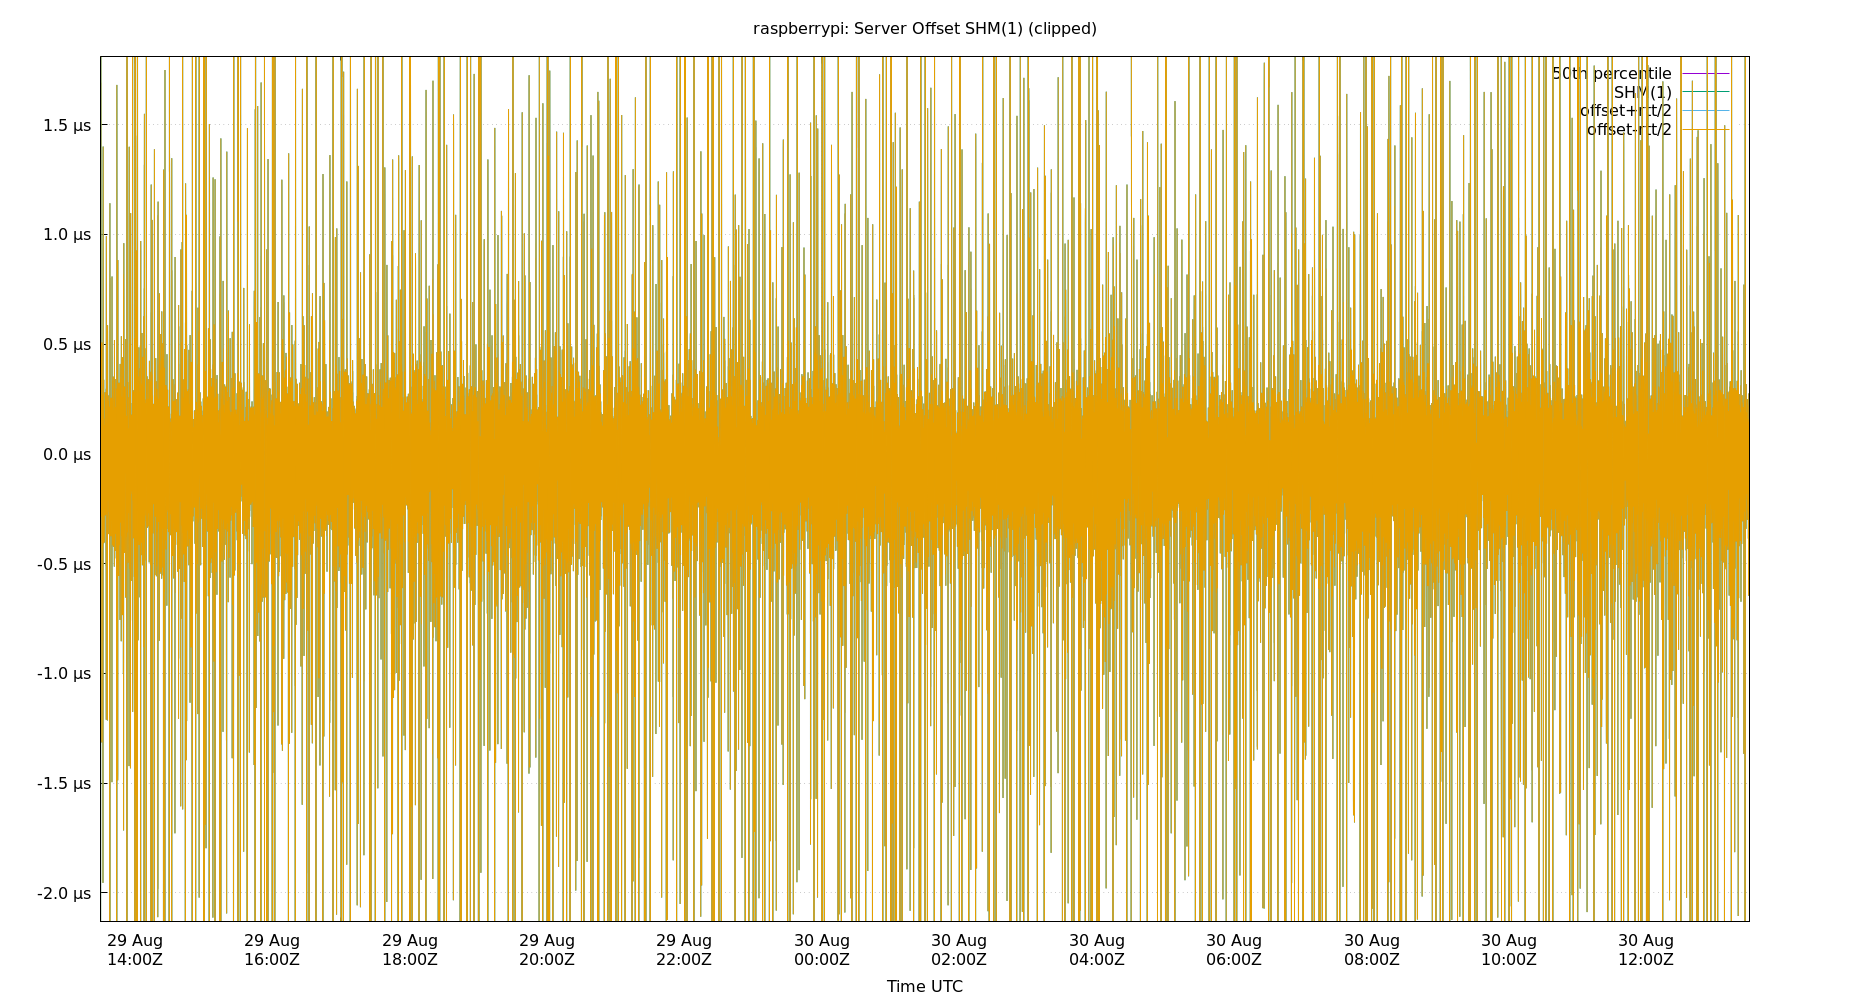 raspberrypi: Server Offset SHM(1) (clipped)
50th percentile
SHM(1)
offset+rtt/2
offset-rtt/2
1.5 µs
1.0 µs
0.5 µs
0.0 µs
-0.5 µs
-1.0 µs
-1.5 µs
-2.0 µs
29 Aug 29 Aug 29 Aug 29 Aug 29 Aug 30 Aug 30 Aug 30 Aug 30 Aug 30 Aug 30 Aug 30 Aug
14:00Z 16:00Z 18:00Z 20:00Z 22:00Z 00:00Z 02:00Z 04:00Z 06:00Z 08:00Z 10:00Z 12:00Z
Time UTC